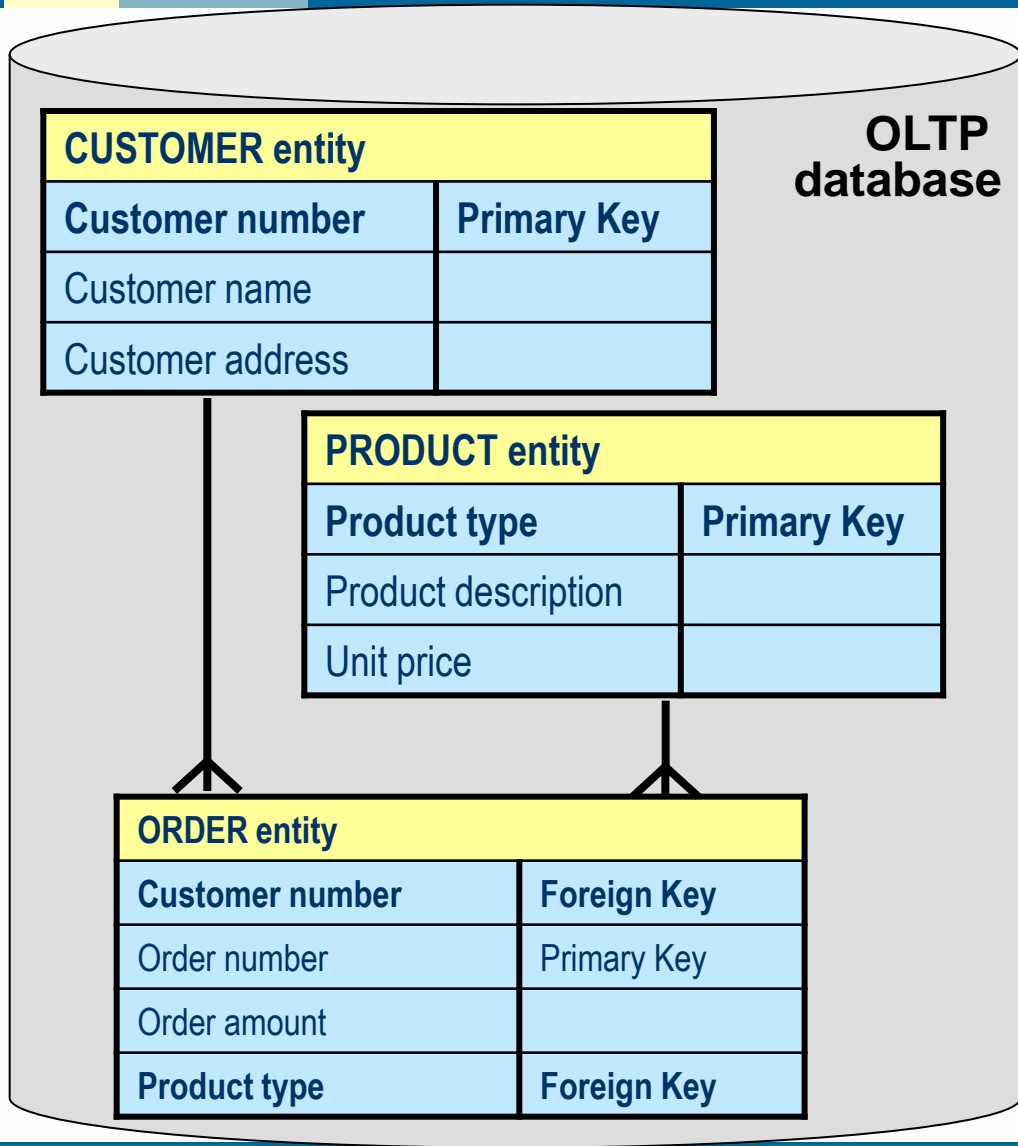 OLTP
database
CUSTOMER entity
Customer number Primary Key
Customer name
Customer address
PRODUCT entity
Product type Primary Key
Product description
Unit price
ORDER entity
Customer number Foreign Key
Order number Primary Key
Order amount
Product type Foreign Key